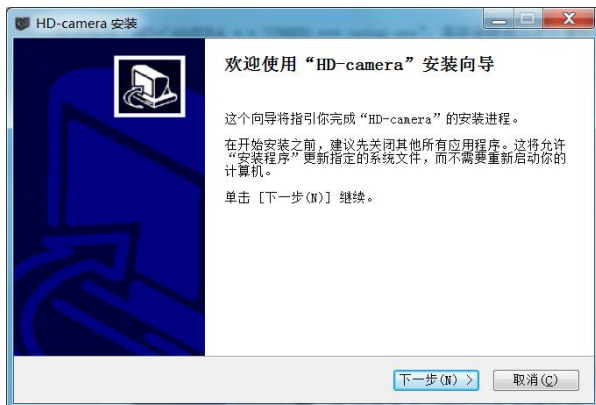 HD-camera 安装
欢迎使用“HD-camera”安装向导
这个向导将指引你完成“HD-camera”的安装进程。
在开始安装之前，建议先关闭其他所有应用程序。这将允许
“安装程序”更新指定的系统文件，而不需要重新启动你的
计算机。
单击 [下一步(N)] 继续。
下一步(N) >
取消(C)